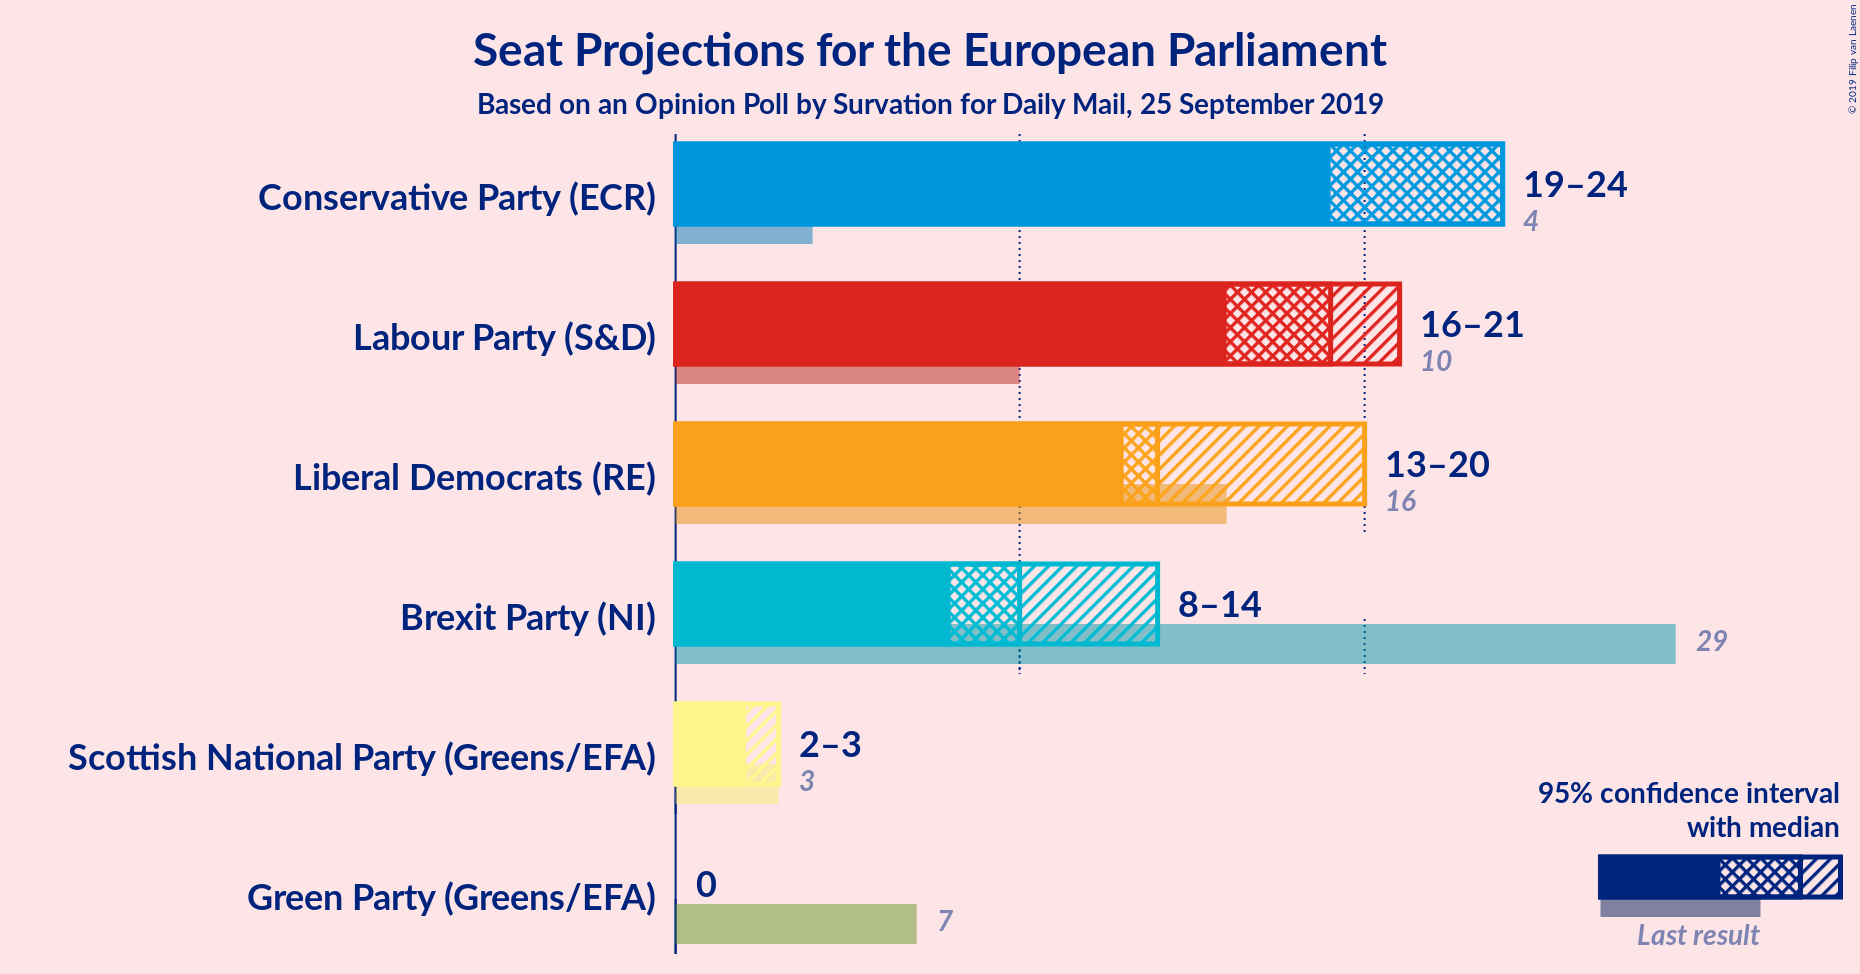 Seat Projections for the European Parliament
Based on an Opinion Poll by Survation for Daily Mail, 25 September 2019
© 2019 Filip van Laenen
Conservative Party (ECR)
19–24
4
Labour Party (S&D)
16–21
10
Liberal Democrats (RE)
13–20
16
Brexit Party (NI)
8–14
29
Scottish National Party (Greens/EFA)
2–3
3
Green Party (Greens/EFA)
0
7
95% confidence interval
with median
Last result